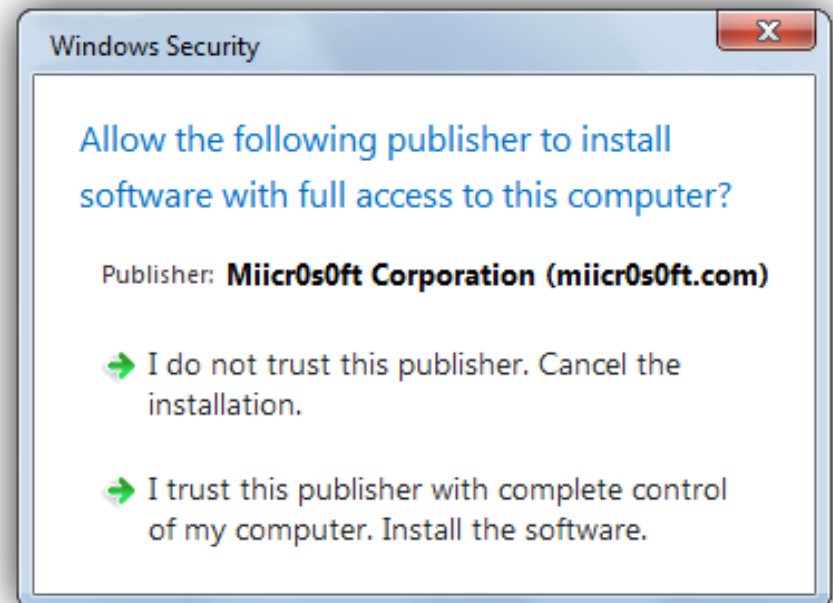 Windows Security
Allow the following publisher to install
software with full access to this computer?
Publisher: Miicr0s0ft Corporation (miicr0s0ft.com)
I do not trust this publisher. Cancel the
installation.
I trust this publisher with complete control
of my computer. Install the software.